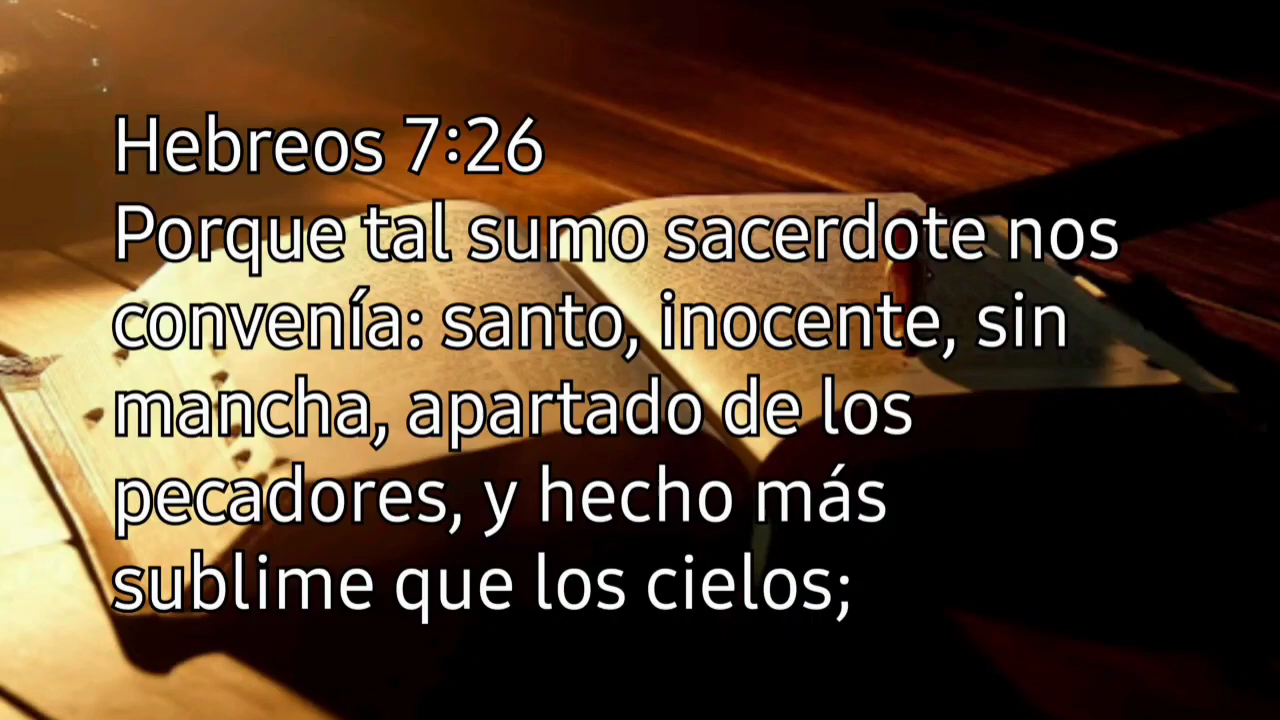 Hebreos 7:26
Porque tal sumo sacerdote nos
convenía: santo, inocente, sin
mancha, apartado de los
pecadores, y hecho más
sublime que los cielos;